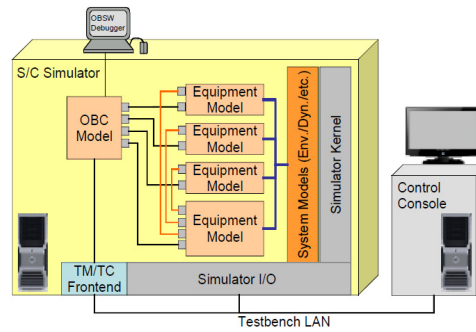 OBSW
Debugger
S/C Simulator
OBC
Model
Equipment
Model
Equipment
Model
Equipment
Model
Equipment
Model
System Models (Env./Dyn./etc.)
Simulator Kernel
Control
Console
TM/TC
Frontend
Simulator I/O
Testbench LAN